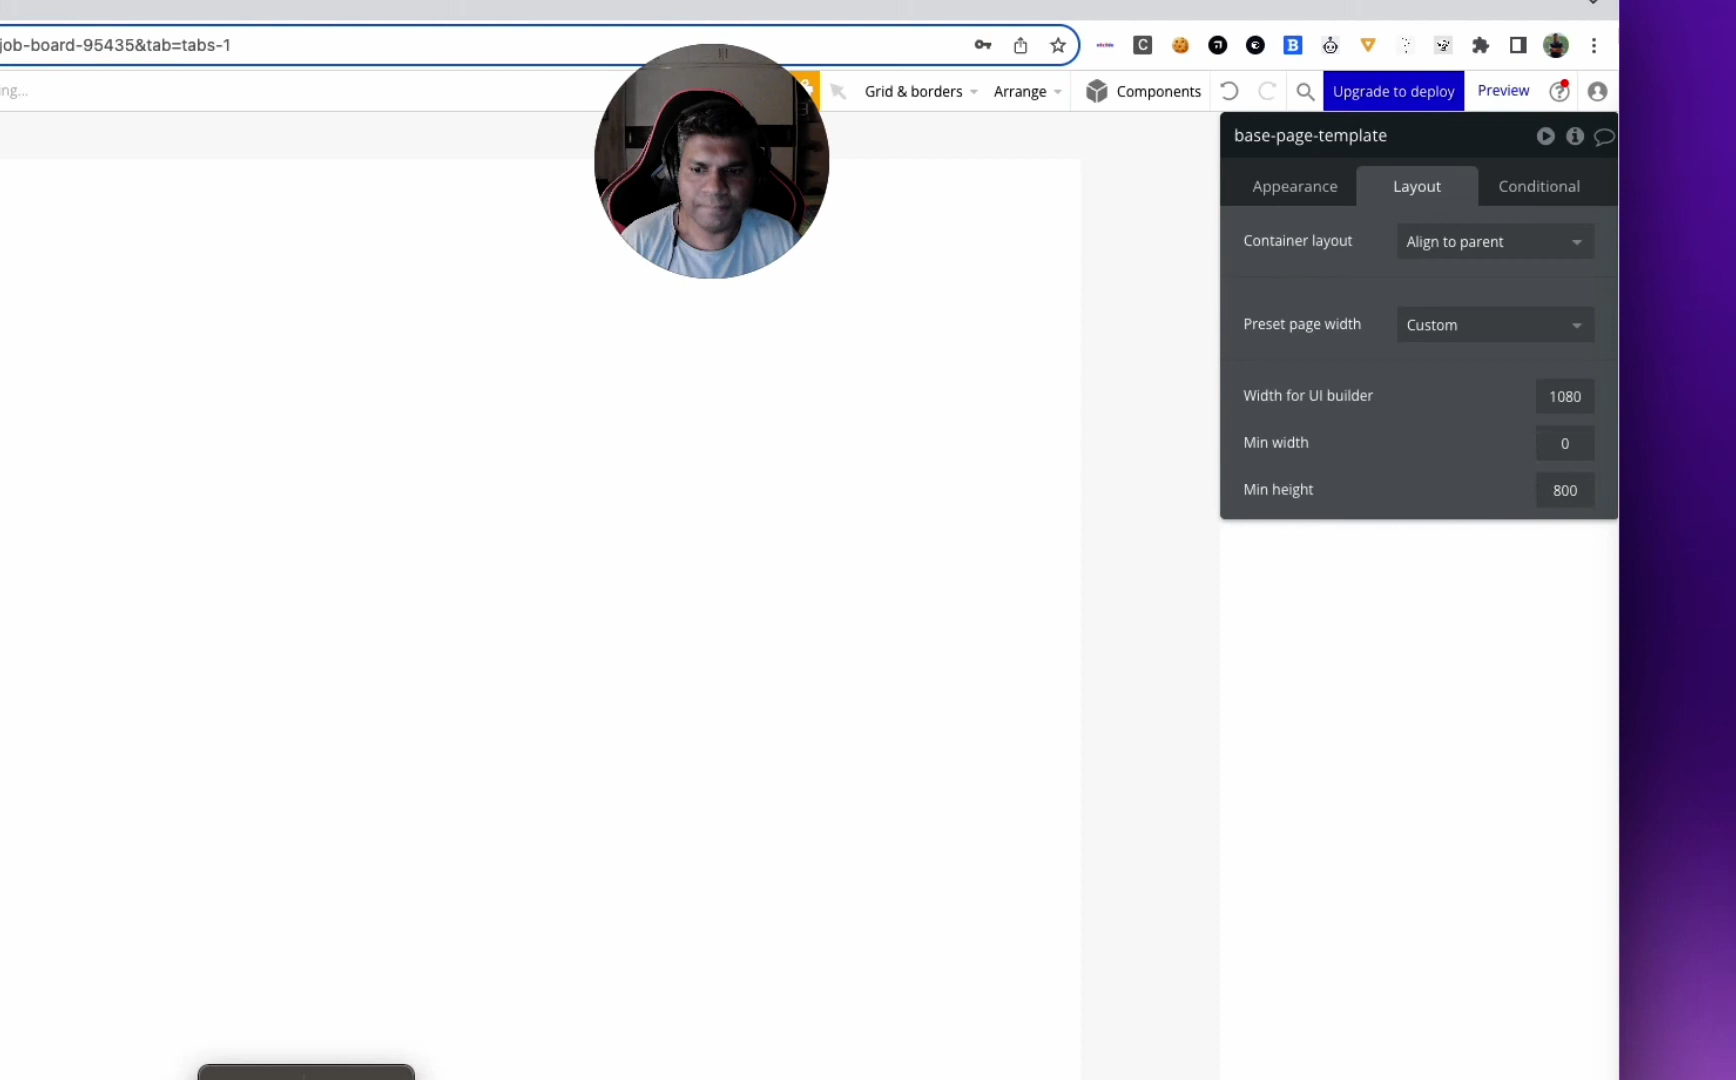 job-board-95435&tab=tabs-1
ng...
Grid & borders
Arrange
Components
Upgrade to deploy
Preview
base-page-template
Appearance
Layout
Conditional
Container layout
Align to parent
Preset page width
Custom
Width for UI builder
1080
Min width
0
Min height
800